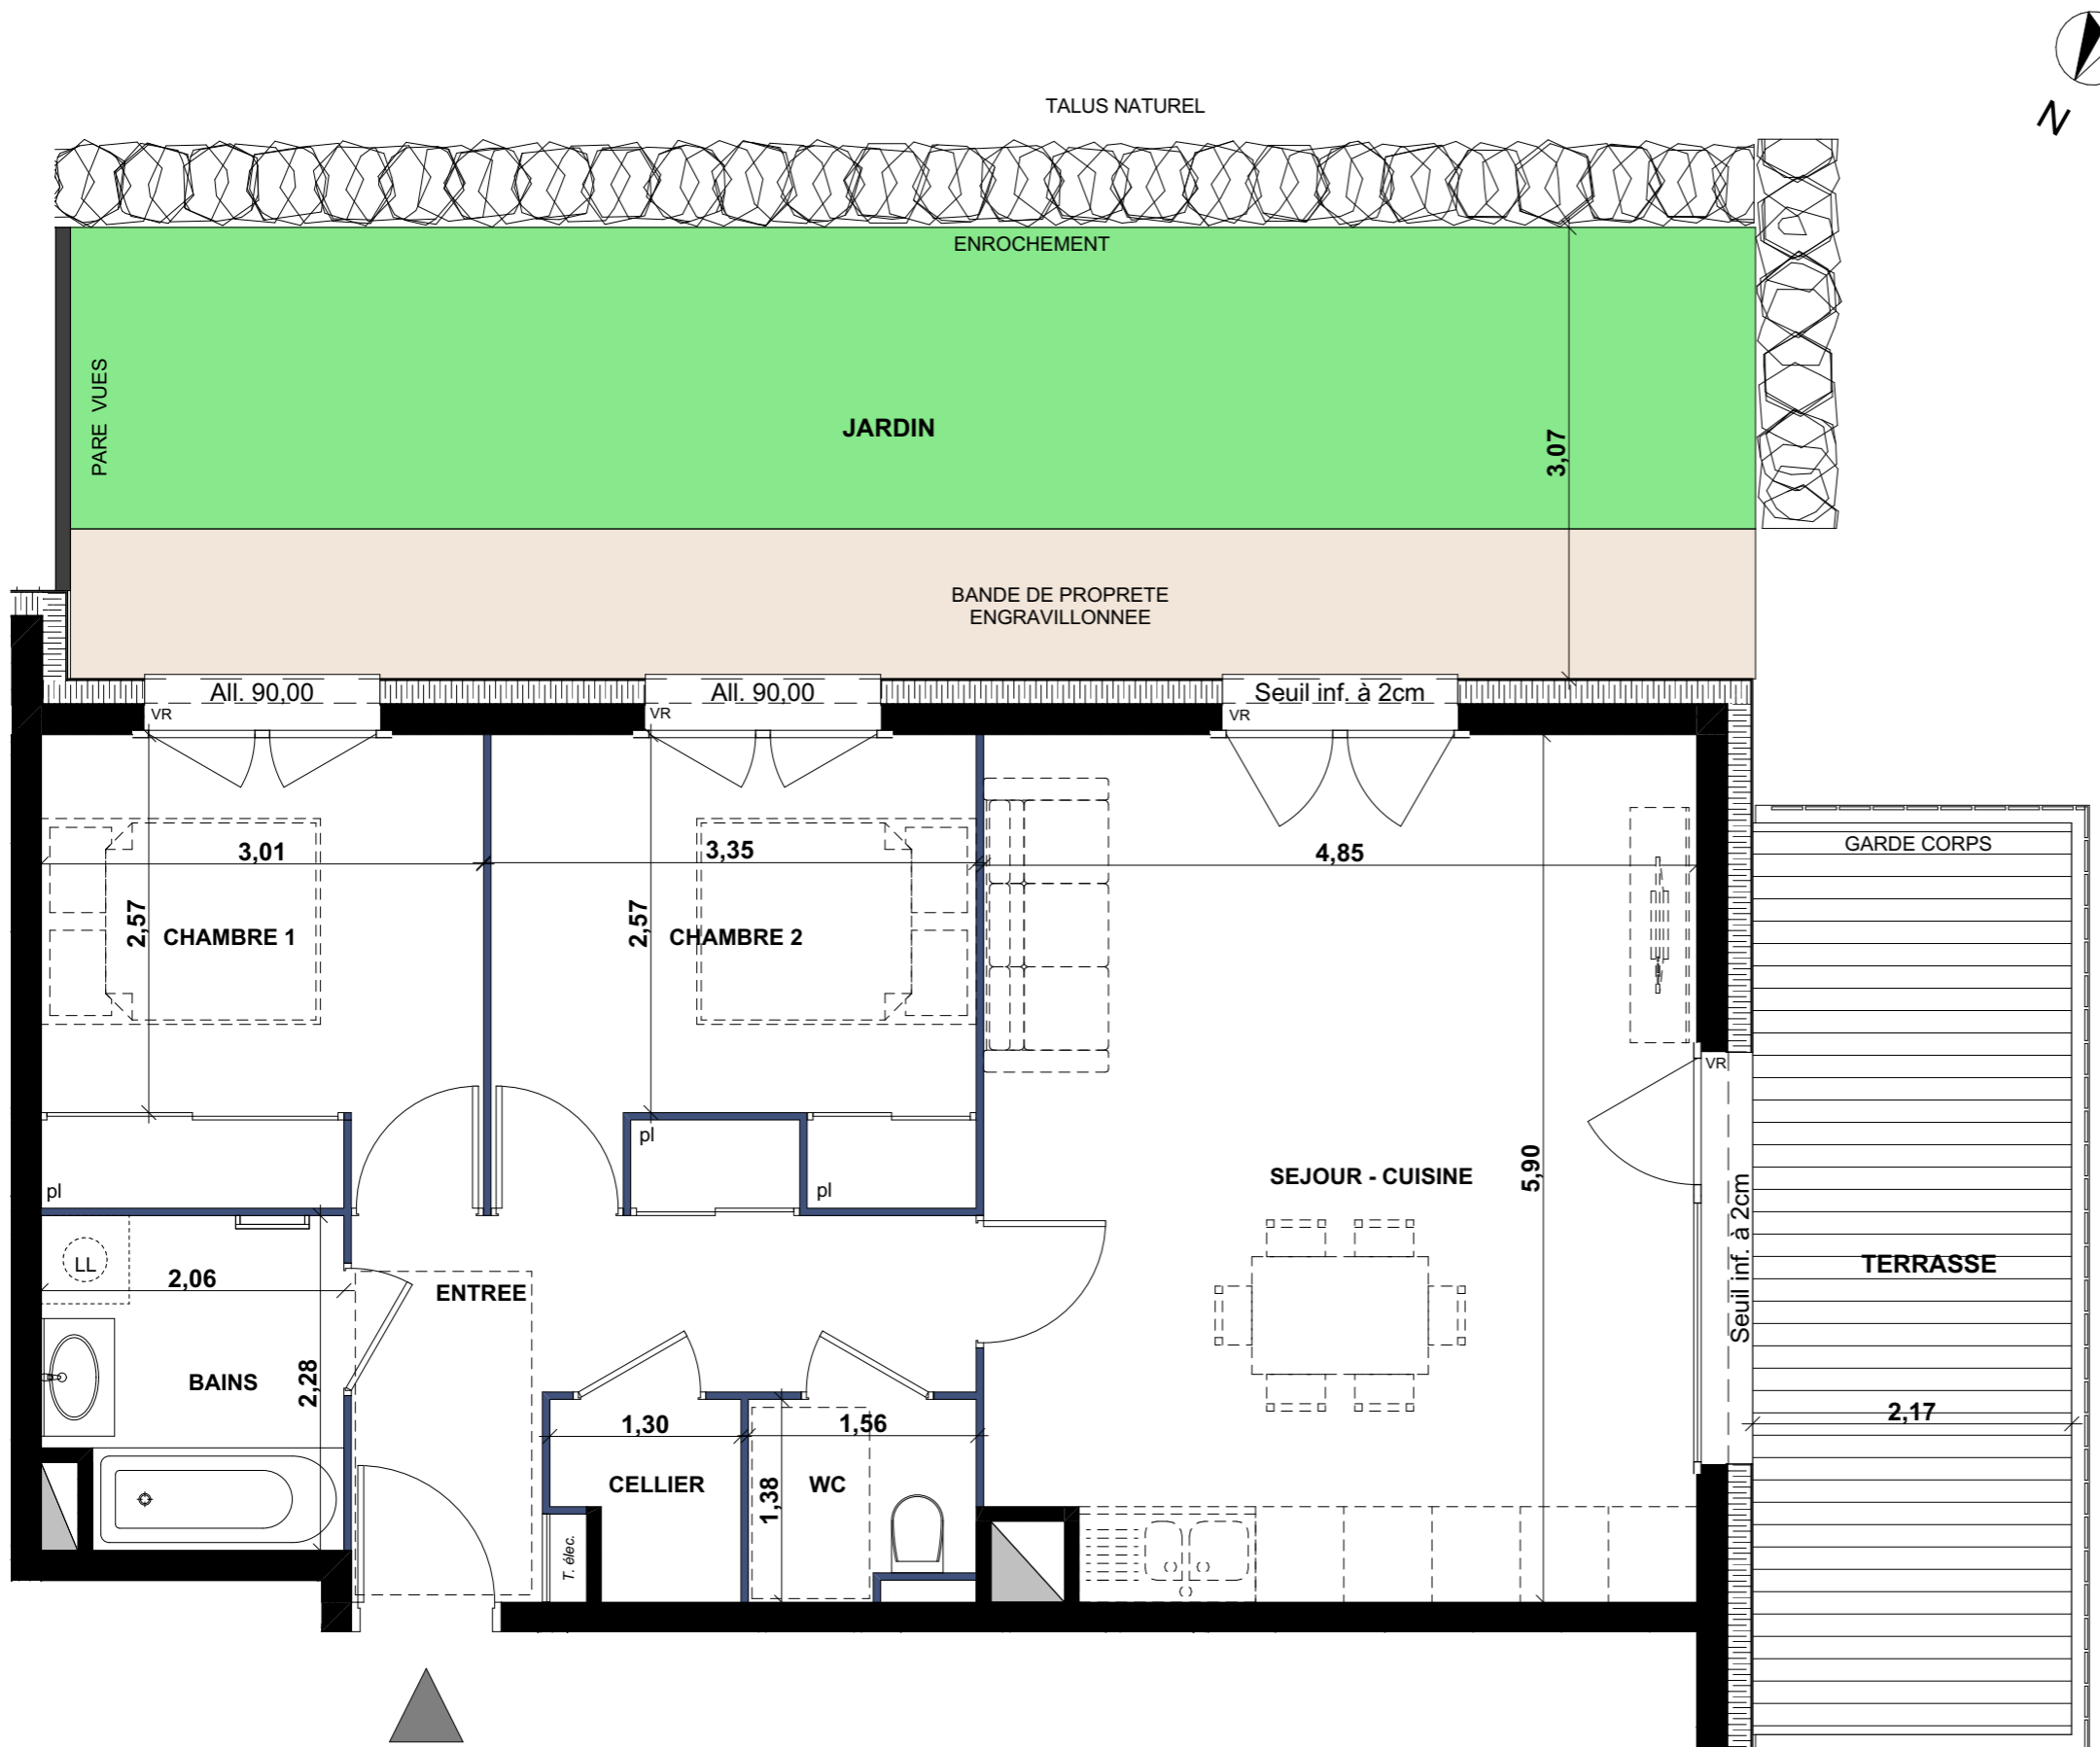 N
TALUS NATUREL
ENROCHEMENT
PARE VUES
JARDIN
3,07
BANDE DE PROPRETE
ENGRAVILLONNEE
All. 90,00
All. 90,00
Seuil inf. à 2cm
VR
VR
VR
GARDE CORPS
3,01
3,35
4,85
2,57
CHAMBRE 1
2,57
CHAMBRE 2
VR
pl
pl
pl
SEJOUR - CUISINE
5,90
Seuil inf. à 2cm
TERRASSE
LL
2,06
ENTREE
BAINS
2,28
2,17
1,30
1,56
CELLIER
1,38
WC
T. élec.